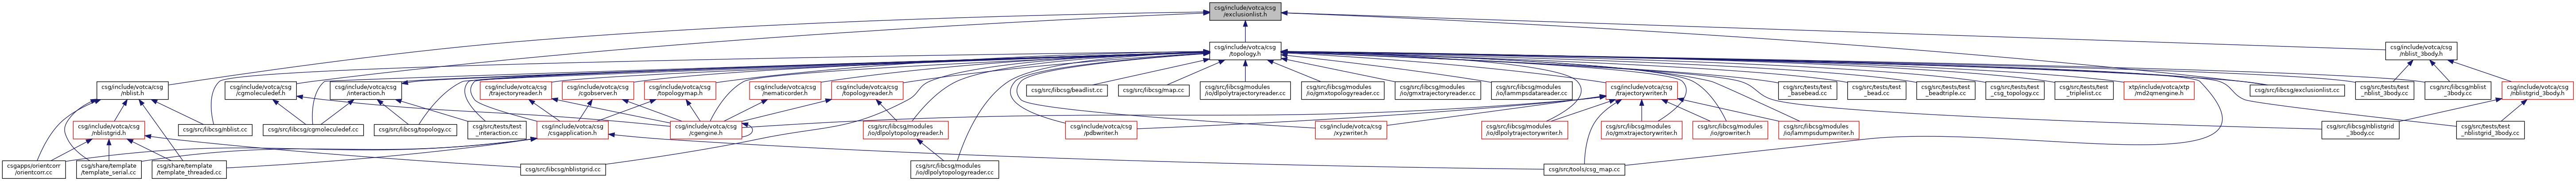 csg/include/votca/csg
/exclusionlist.h
csg/include/votca/csg
/topology.h
csg/include/votca/csg
/nblist_3body.h
csg/include/votca/csg
/nblist.h
csg/include/votca/csg
/cgmoleculedef.h
csg/include/votca/csg
/interaction.h
csg/include/votca/csg
/trajectoryreader.h
csg/include/votca/csg
/cgobserver.h
csg/include/votca/csg
/topologymap.h
csg/include/votca/csg
/nematicorder.h
csg/include/votca/csg
/topologyreader.h
csg/src/libcsg/beadlist.cc
csg/src/libcsg/map.cc
csg/src/libcsg/modules
/io/dlpolytrajectoryreader.cc
csg/src/libcsg/modules
/io/gmxtopologyreader.cc
csg/src/libcsg/modules
/io/gmxtrajectoryreader.cc
csg/src/libcsg/modules
/io/lammpsdatareader.cc
csg/include/votca/csg
/trajectorywriter.h
csg/src/tests/test
_basebead.cc
csg/src/tests/test
_bead.cc
csg/src/tests/test
_beadtriple.cc
csg/src/tests/test
_csg_topology.cc
csg/src/tests/test
_triplelist.cc
xtp/include/votca/xtp
/md2qmengine.h
csg/src/libcsg/exclusionlist.cc
csg/src/tests/test
_nblist_3body.cc
csg/src/libcsg/nblist
_3body.cc
csg/include/votca/csg
/nblistgrid_3body.h
csg/include/votca/csg
/nblistgrid.h
csg/src/libcsg/nblist.cc
csg/src/libcsg/cgmoleculedef.cc
csg/src/libcsg/topology.cc
csg/src/tests/test
_interaction.cc
csg/include/votca/csg
/csgapplication.h
csg/include/votca/csg
/cgengine.h
csg/src/libcsg/modules
/io/dlpolytopologyreader.h
csg/include/votca/csg
/pdbwriter.h
csg/include/votca/csg
/xyzwriter.h
csg/src/libcsg/modules
/io/dlpolytrajectorywriter.h
csg/src/libcsg/modules
/io/gmxtrajectorywriter.h
csg/src/libcsg/modules
/io/growriter.h
csg/src/libcsg/modules
/io/lammpsdumpwriter.h
csg/src/libcsg/nblistgrid
_3body.cc
csg/src/tests/test
_nblistgrid_3body.cc
csgapps/orientcorr
/orientcorr.cc
csg/share/template
/template_serial.cc
csg/share/template
/template_threaded.cc
csg/src/libcsg/nblistgrid.cc
csg/src/libcsg/modules
/io/dlpolytopologyreader.cc
csg/src/tools/csg_map.cc